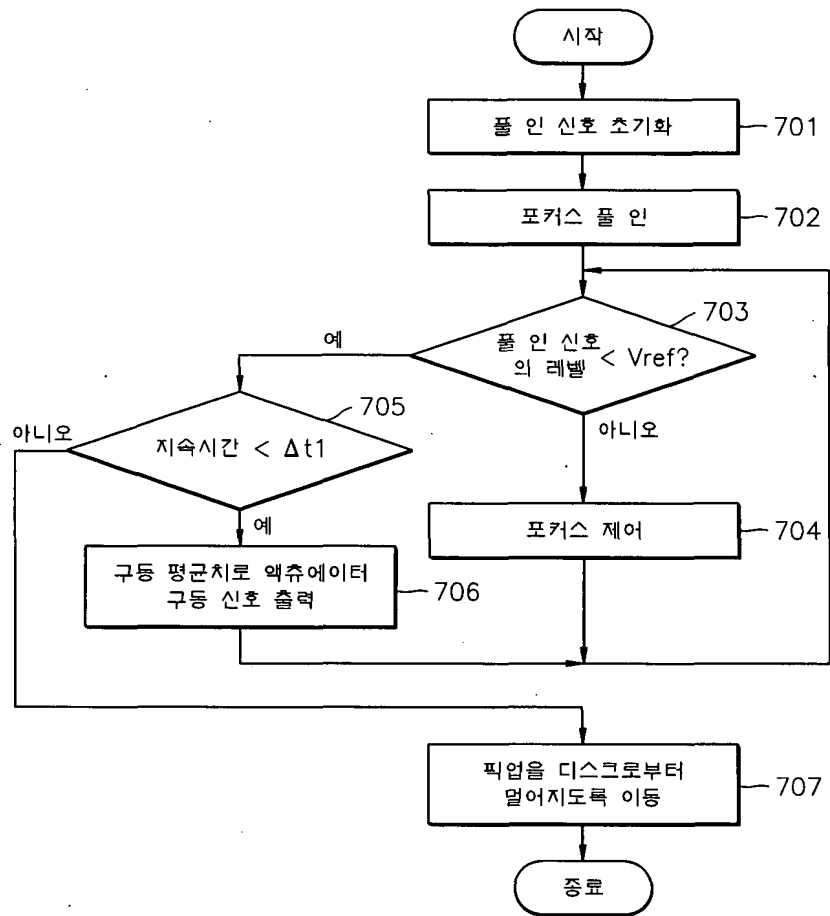 시작
풀 인 신호 초기화
701
포커스 풀 인
702
703
풀 인 신호
의 레벨 < Vref?
예
아니오
705
지속시간 < Δt1
아니오
예
포커스 제어
704
구동 평균치로 액츄에이터
구동 신호 출력
706
픽업을 디스크로부터
멀어지도록 이동
707
종료